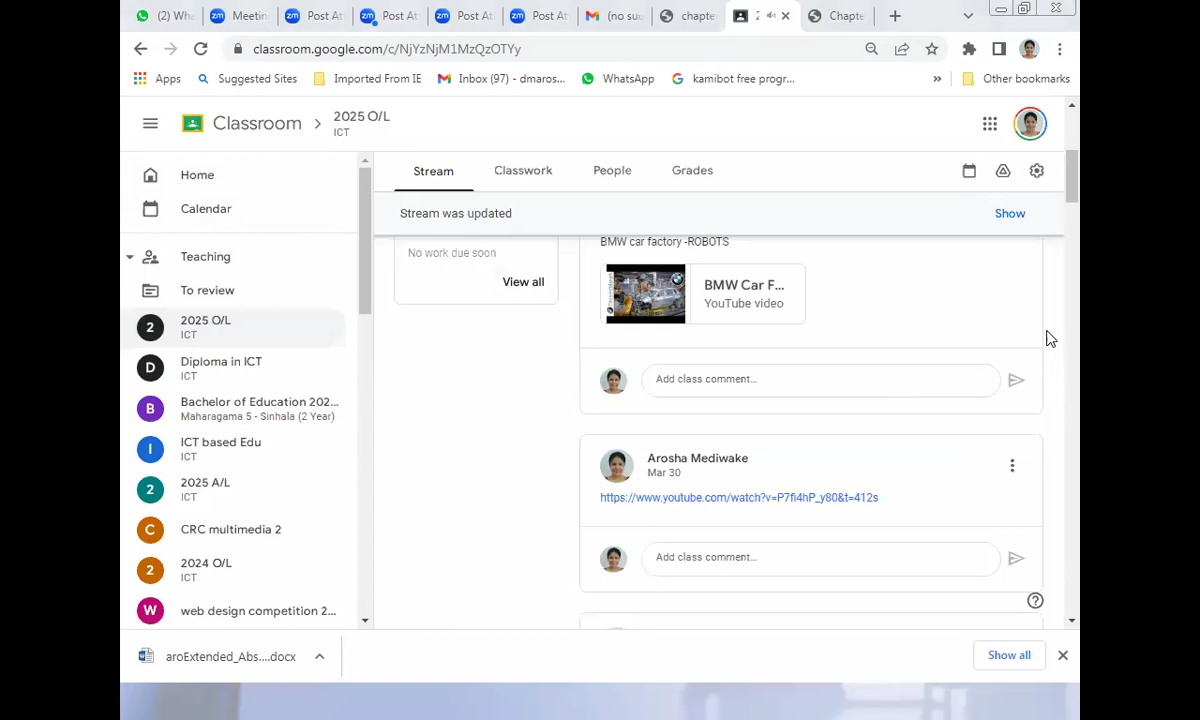 (2) Wha
Meetin
Post At
Post At
Post At
Post At
(no su
chapte
2
Chapte
classroom.google.com/c/NjYzNjM1MzQzOTYy
Apps
Suggested Sites
Imported From IE
Inbox (97) - dmaros...
WhatsApp
kamibot free progr...
»
Other bookmarks
Classroom
2025 O/L
ICT
Home
Calendar
Teaching
To review
2
2025 O/L
ICT
D
Diploma in ICT
ICT
B
Bachelor of Education 202...
Maharagama 5 - Sinhala (2 Year)
I
ICT based Edu
ICT
2
2025 A/L
ICT
C
CRC multimedia 2
2
2024 O/L
ICT
W
web design competition 2...
Stream
Classwork
People
Grades
Stream was updated
Show
No work due soon
View all
BMW car factory -ROBOTS
BMW Car F...
YouTube video
Add class comment...
Arosha Mediwake
Mar 30
https://www.youtube.com/watch?v=P7fi4hP_y80&t=412s
Add class comment...
aroExtended_Abs....docx
Show all